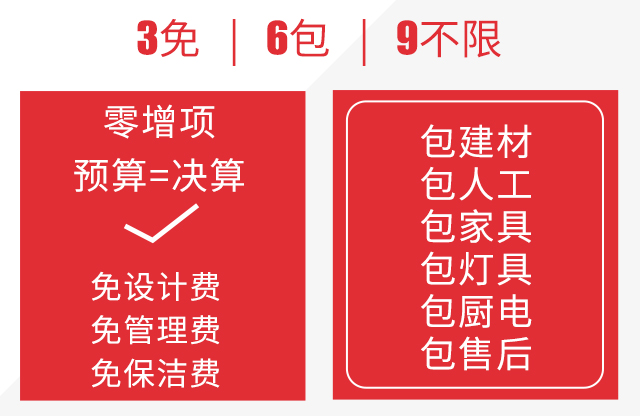 3免 | 6包 | 9不限
零增项
预算=决算
免设计费
免管理费
免保洁费
包建材
包人工
包家具
包灯具
包厨电
包售后